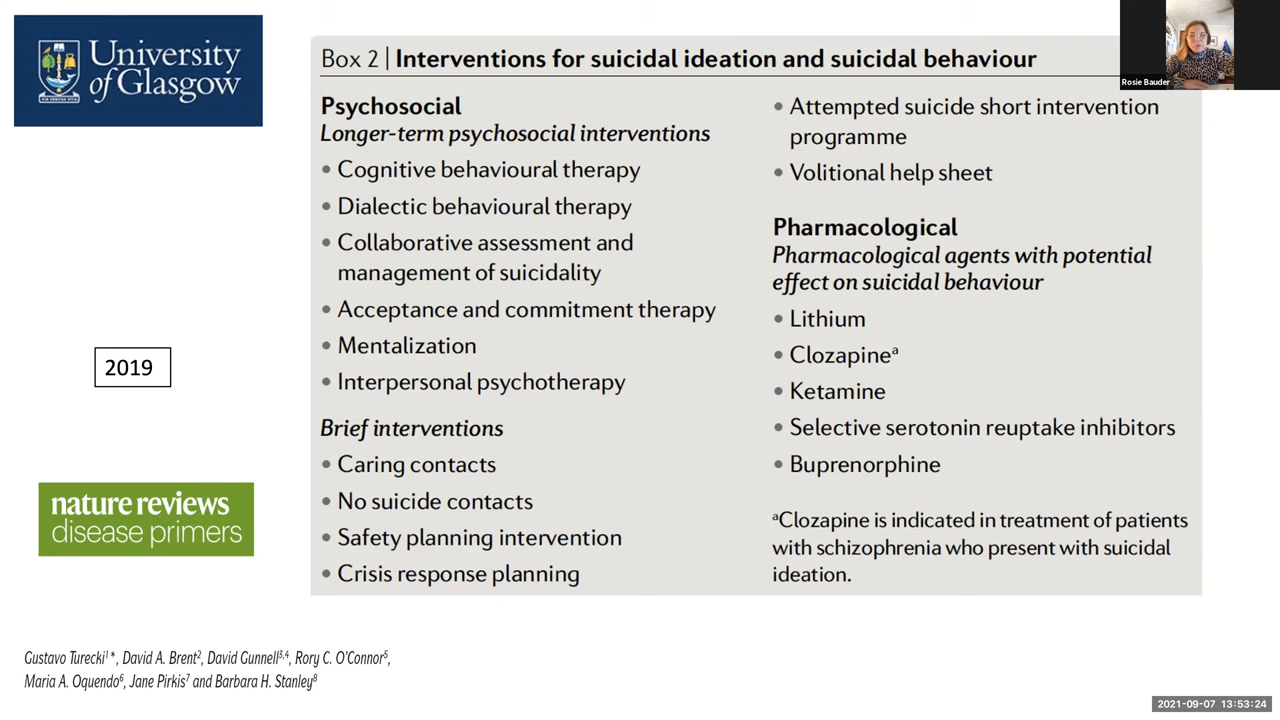 University
of Glasgow
VIA VERITAS VITA
Rosie Bauder
Box 2 | Interventions for suicidal ideation and suicidal behaviour
Psychosocial
Longer-term psychosocial interventions
• Cognitive behavioural therapy
• Dialectic behavioural therapy
• Collaborative assessment and
management of suicidality
• Acceptance and commitment therapy
• Mentalization
• Interpersonal psychotherapy
Brief interventions
• Caring contacts
• No suicide contacts
• Safety planning intervention
• Crisis response planning
• Attempted suicide short intervention
programme
• Volitional help sheet
Pharmacological
Pharmacological agents with potential
effect on suicidal behaviour
• Lithium
• Clozapineᵃ
• Ketamine
• Selective serotonin reuptake inhibitors
• Buprenorphine
ᵃClozapine is indicated in treatment of patients
with schizophrenia who present with suicidal
ideation.
2019
nature reviews
disease primers
Gustavo Turecki¹*, David A. Brent², David Gunnell³,⁴, Rory C. O'Connor⁵,
Maria A. Oquendo⁶, Jane Pirkis⁷ and Barbara H. Stanley⁸
2021-09-07 13:53:24